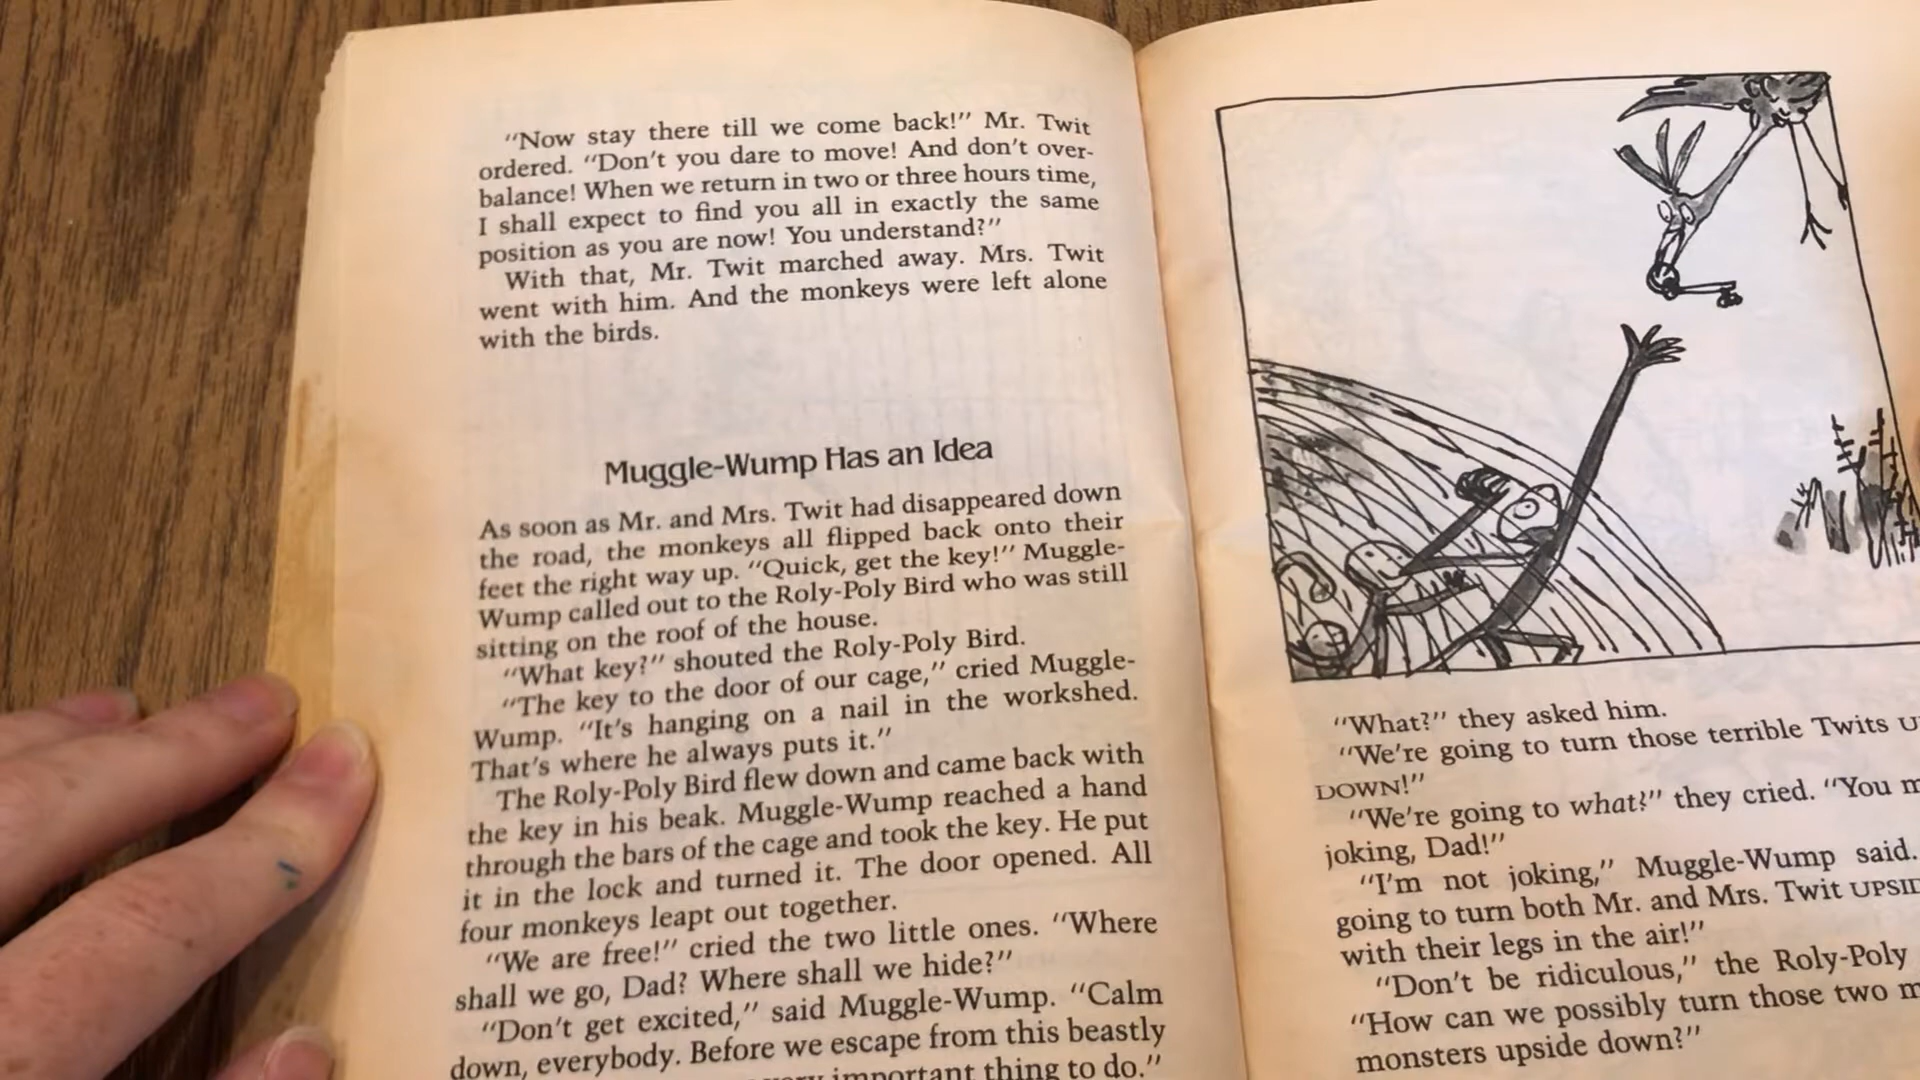 “Now stay there till we come back!” Mr. Twit
ordered. “Don't you dare to move! And don't over-
balance! When we return in two or three hours time,
I shall expect to find you all in exactly the same
position as you are now! You understand?”
With that, Mr. Twit marched away. Mrs. Twit
went with him. And the monkeys were left alone
with the birds.
Muggle-Wump Has an Idea
As soon as Mr. and Mrs. Twit had disappeared down
the road, the monkeys all flipped back onto their
feet the right way up. “Quick, get the key!” Muggle-
Wump called out to the Roly-Poly Bird who was still
sitting on the roof of the house.
“What key?” shouted the Roly-Poly Bird.
“The key to the door of our cage,” cried Muggle-
Wump. “It's hanging on a nail in the workshed.
That's where he always puts it.”
The Roly-Poly Bird flew down and came back with
the key in his beak. Muggle-Wump reached a hand
through the bars of the cage and took the key. He put
it in the lock and turned it. The door opened. All
four monkeys leapt out together.
“We are free!” cried the two little ones. “Where
shall we go, Dad? Where shall we hide?”
“Don't get excited,” said Muggle-Wump. “Calm
down, everybody. Before we escape from this beastly
important thing to do.”
“What?” they asked him.
“We're going to turn those terrible Twits
DOWN!”
“We're going to what?” they cried. “You
joking, Dad!”
“I'm not joking,” Muggle-Wump said.
going to turn both Mr. and Mrs. Twit
with their legs in the air!”
“Don't be ridiculous,” the Roly-Poly
“How can we possibly turn those two
monsters upside down?”